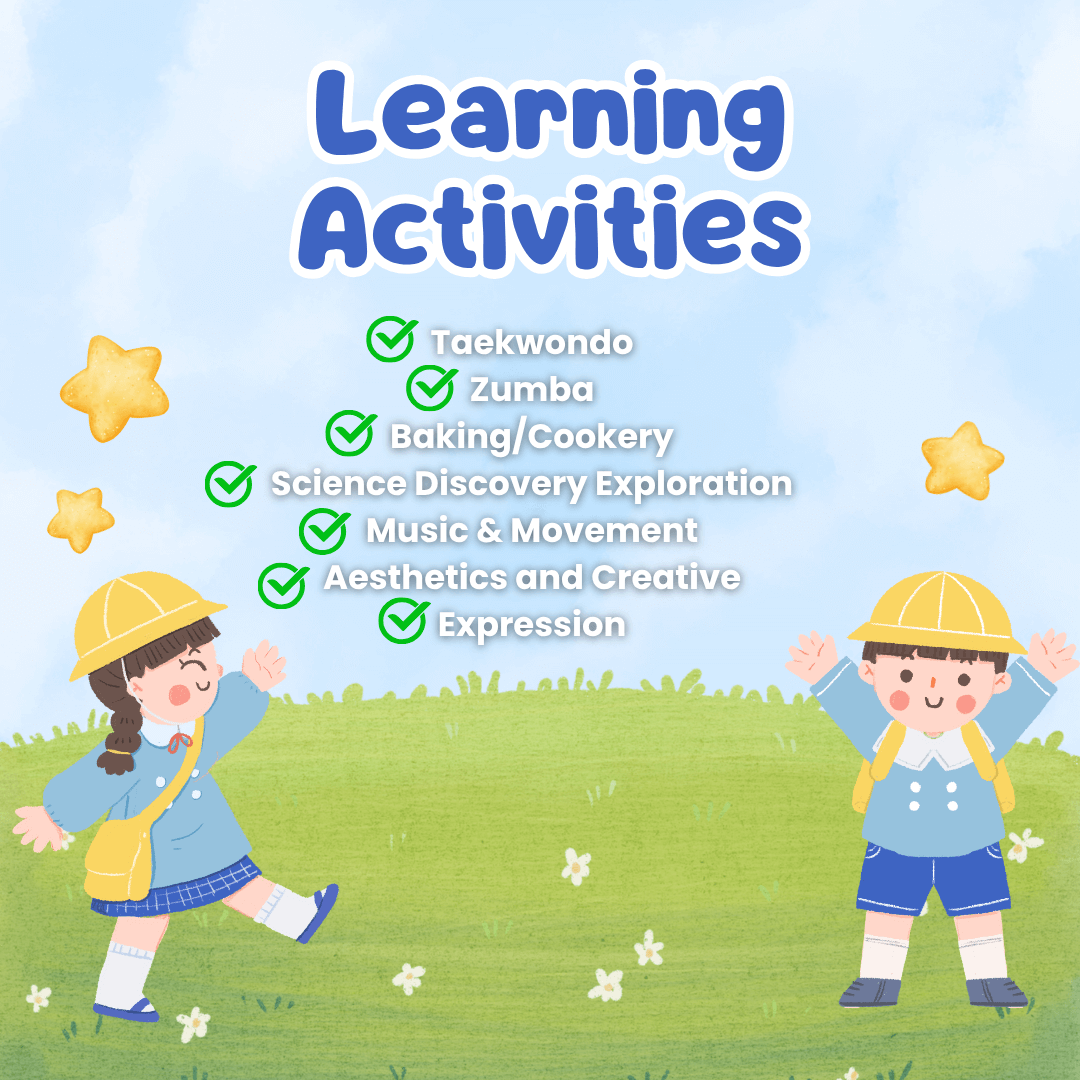 Learning
Activities
Taekwondo
Zumba
Baking/Cookery
Science Discovery Exploration
Music & Movement
Aesthetics and Creative
Expression